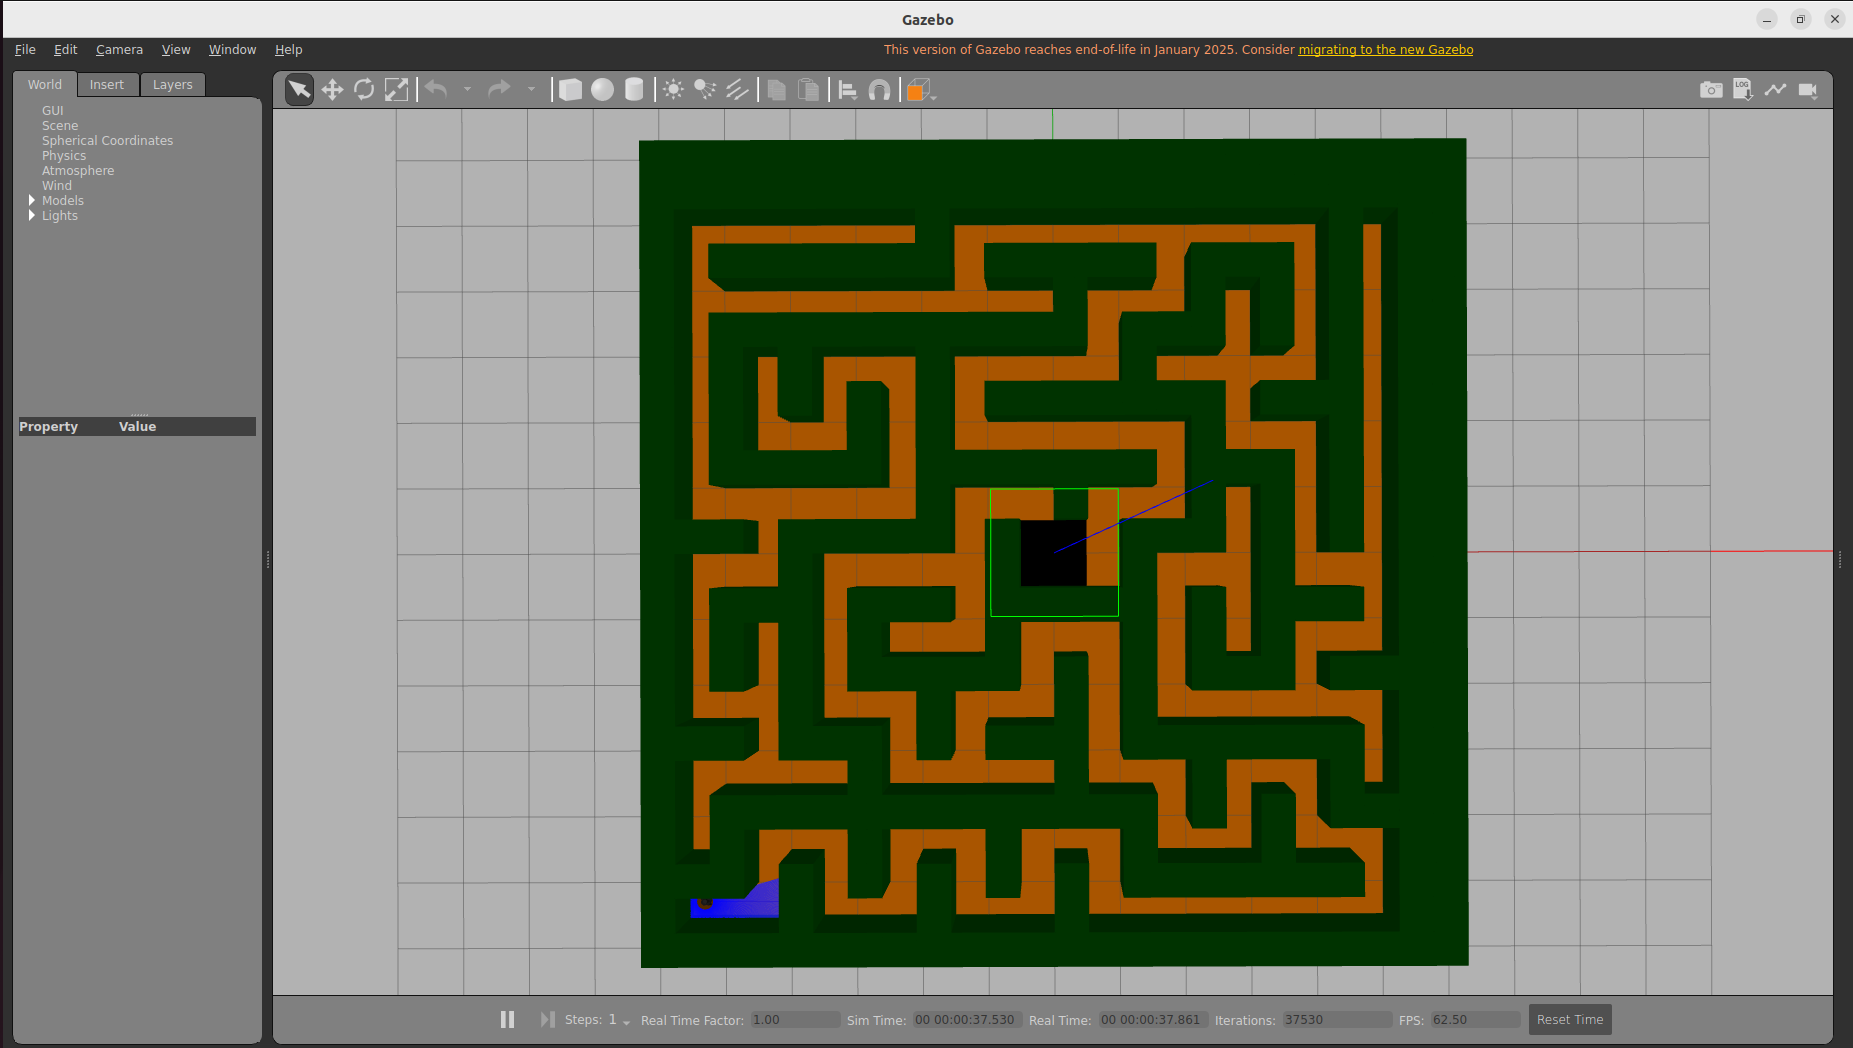 Gazebo
File Edit Camera View Window Help
This version of Gazebo reaches end-of-life in January 2025. Consider migrating to the new Gazebo
World Insert Layers
LOG
GUI
Scene
Spherical Coordinates
Physics
Atmosphere
Wind
Models
Lights
Property Value
Steps: 1 Real Time Factor: 1.00 Sim Time: 00 00:00:37.530 Real Time: 00 00:00:37.861 Iterations: 37530 FPS: 62.50 Reset Time